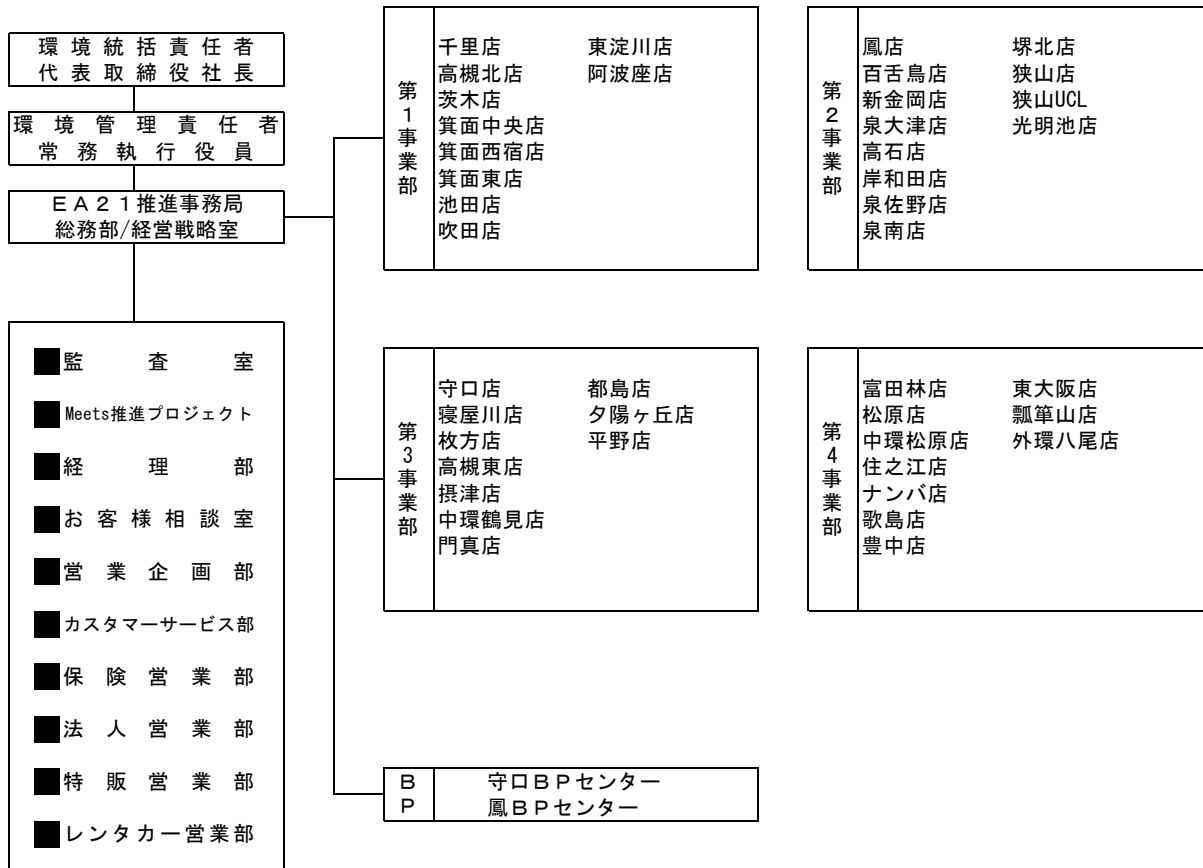 環境統括責任者
代表取締役社長
環境管理責任者
常務執行役員
ＥＡ２１推進事務局
総務部/経営戦略室
■監査室
■Meets推進プロジェクト
■経理部
■お客様相談室
■営業企画部
■カスタマーサービス部
■保険営業部
■法人営業部
■特販営業部
■レンタカー営業部
第１事業部
千里店 東淀川店
高槻北店 阿波座店
茨木店
箕面中央店
箕面西宿店
箕面東店
池田店
吹田店
第２事業部
鳳店 堺北店
百舌鳥店 狭山店
新金岡店 狭山UCL
泉大津店 光明池店
高石店
岸和田店
泉佐野店
泉南店
第３事業部
守口店 都島店
寝屋川店 夕陽ヶ丘店
枚方店 平野店
高槻東店
摂津店
中環鶴見店
門真店
第４事業部
富田林店 東大阪店
松原店 瓢箪山店
中環松原店 外環八尾店
住之江店
ナンバ店
歌島店
豊中店
ＢＰ
守口ＢＰセンター
鳳ＢＰセンター